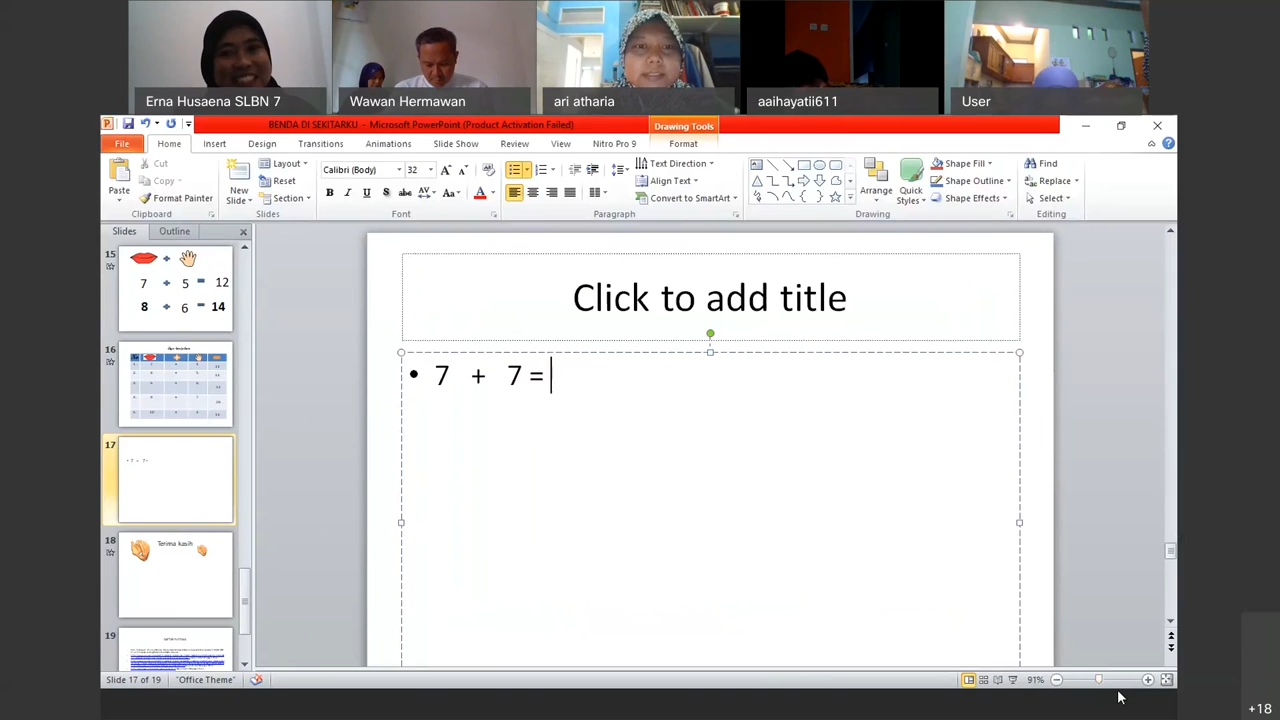 Erna Husaena SLBN 7
Wawan Hermawan
ari atharia
aaihayatii611
User
BENDA DI SEKITARKU - Microsoft PowerPoint (Product Activation Failed)
Drawing Tools
File Home Insert Design Transitions Animations Slide Show Review View Nitro Pro 9 Format
Paste
Cut
Copy
Format Painter
Clipboard
New Slide
Layout
Reset
Section
Slides
Calibri (Body) 32
B I U S abc AV Aa A
Font
Text Direction
Align Text
Convert to SmartArt
Paragraph
Arrange
Quick Styles
Shape Fill
Shape Outline
Shape Effects
Drawing
Find
Replace
Select
Editing
Slides Outline
15
7 + 5 = 12
8 + 6 = 14
16
17
• 7 + 7 =
18
Terima kasih
19
Click to add title
• 7 + 7 =
Slide 17 of 19 "Office Theme" 91%
+18